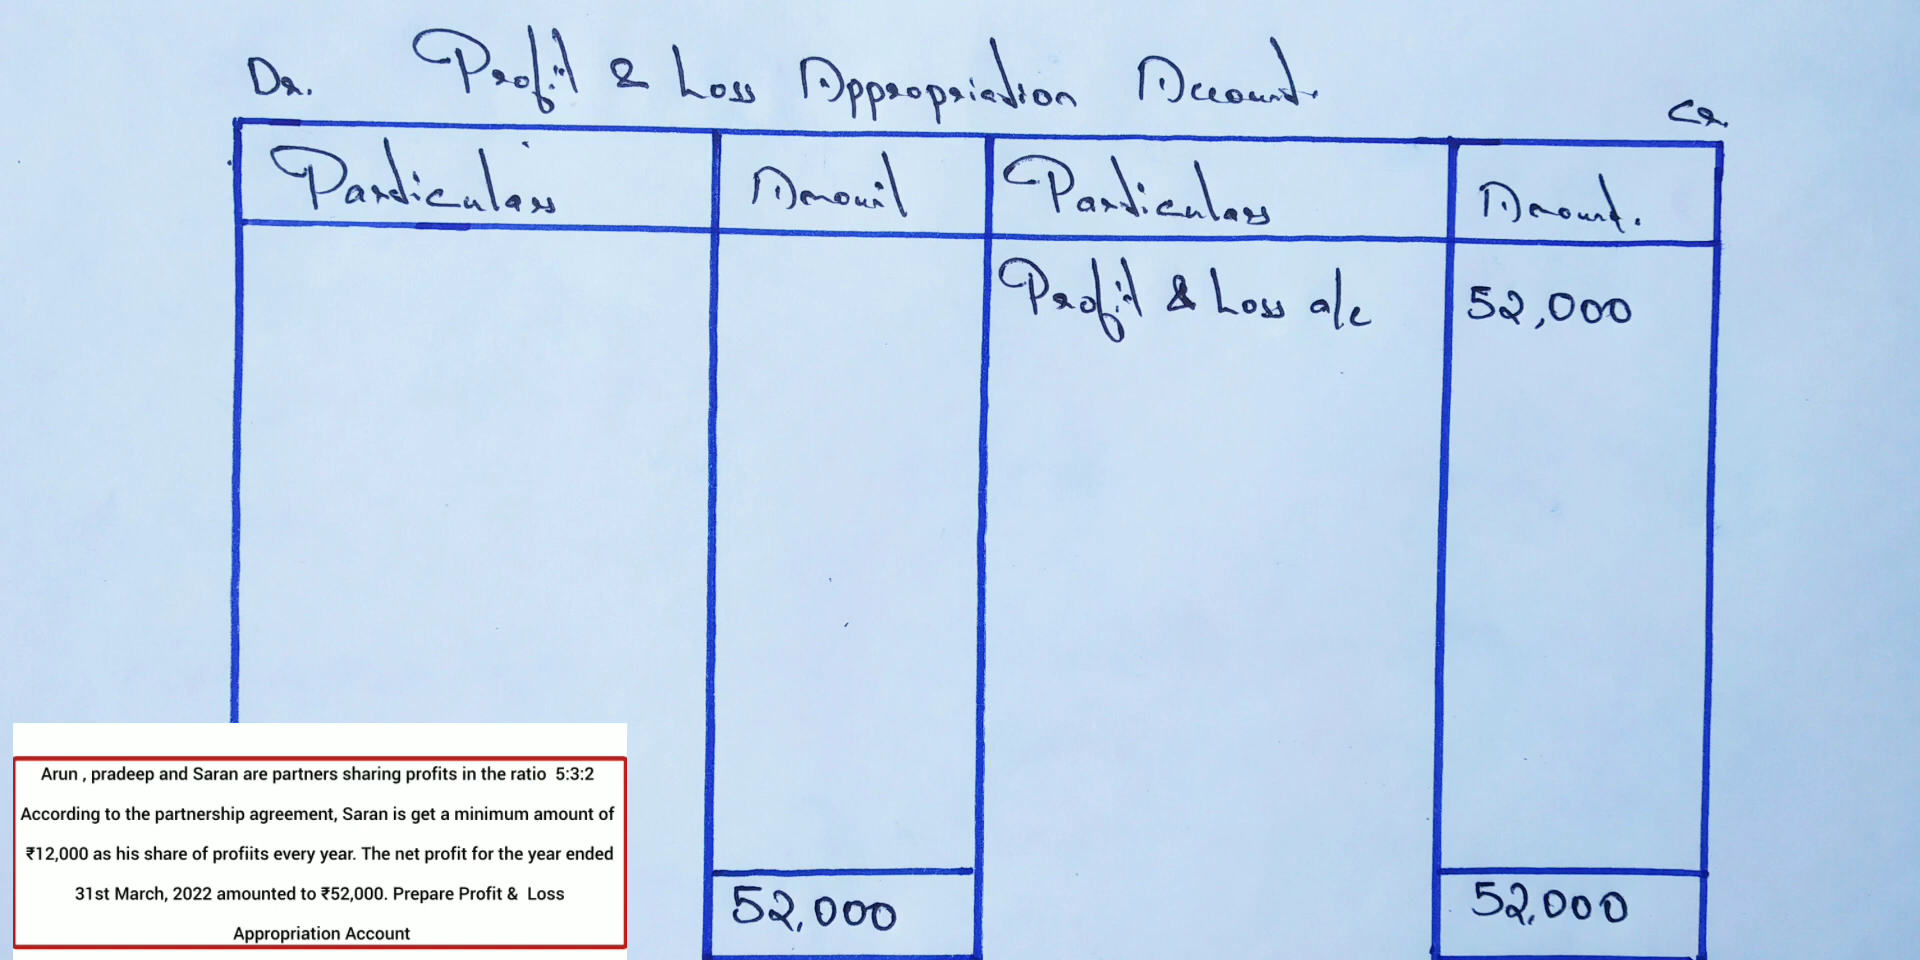 Dr. Profit & Loss Appropriation Account.
Cr.
Particulars Amount Particulars Amount.
Profit & Loss a/c 52,000
52,000 52,000
Arun , pradeep and Saran are partners sharing profits in the ratio 5:3:2
According to the partnership agreement, Saran is get a minimum amount of
₹12,000 as his share of profiits every year. The net profit for the year ended
31st March, 2022 amounted to ₹52,000. Prepare Profit & Loss
Appropriation Account